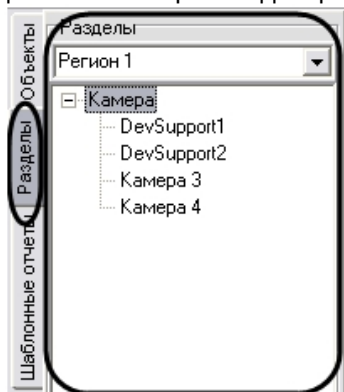 Объекты
Разделы
Шаблонные отчеты
Разделы
Регион 1
Камера
DevSupport1
DevSupport2
Камера 3
Камера 4